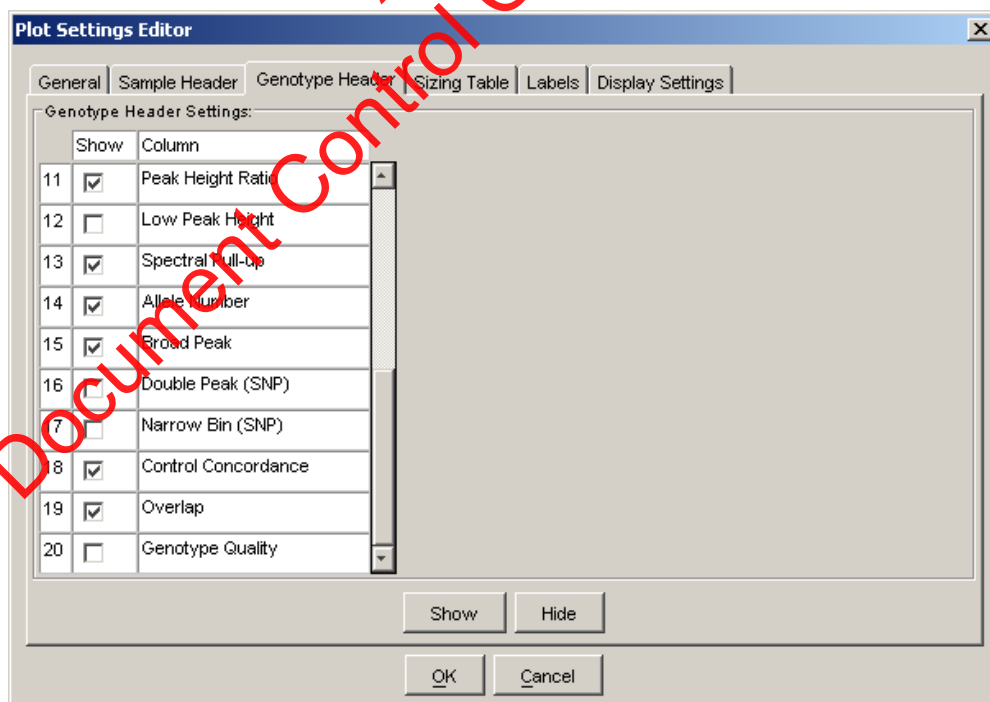 Plot Settings Editor
General Sample Header Genotype Header Sizing Table Labels Display Settings
Genotype Header Settings:
Show Column
11 Peak Height Ratio
12 Low Peak Height
13 Spectral Pull-up
14 Allele Number
15 Broad Peak
16 Double Peak (SNP)
17 Narrow Bin (SNP)
18 Control Concordance
19 Overlap
20 Genotype Quality
Show Hide
OK Cancel
Document Control